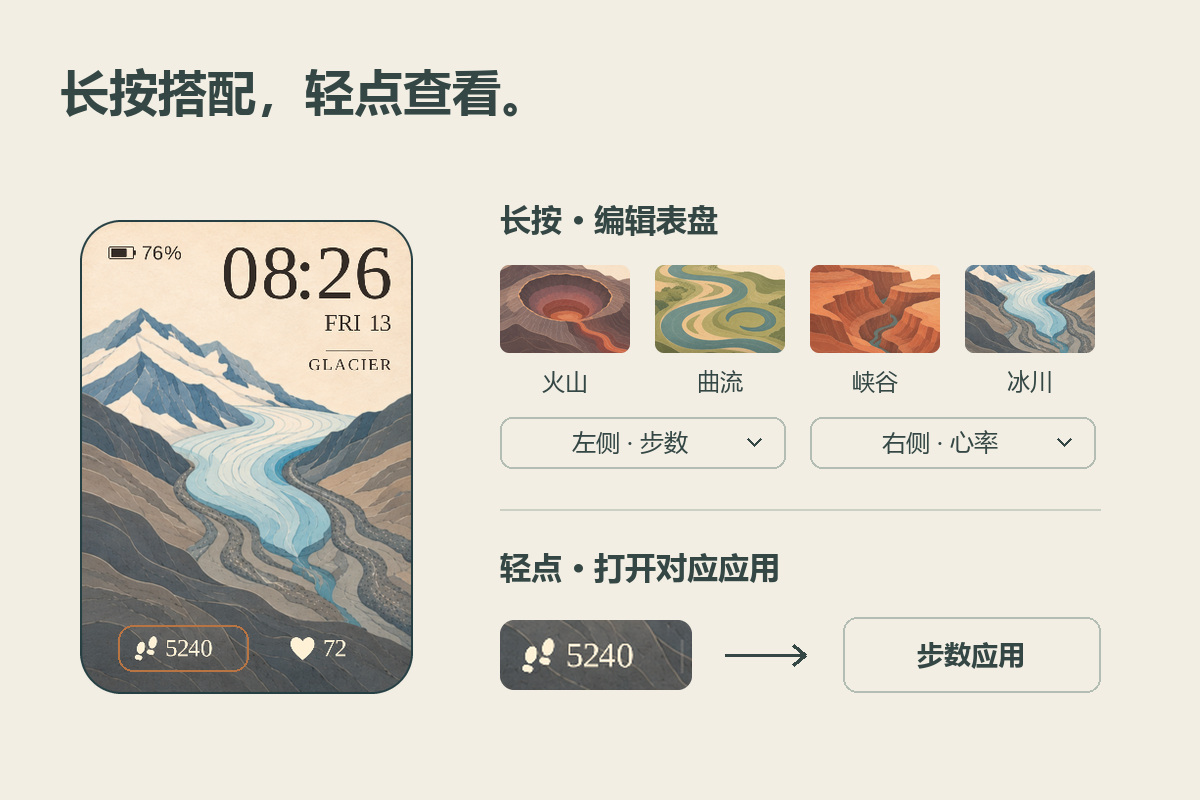 长按搭配，轻点查看。
76%
08:26
FRI 13
GLACIER
5240
72
长按·编辑表盘
火山
曲流
峡谷
冰川
左侧·步数
右侧·心率
轻点·打开对应应用
5240
步数应用